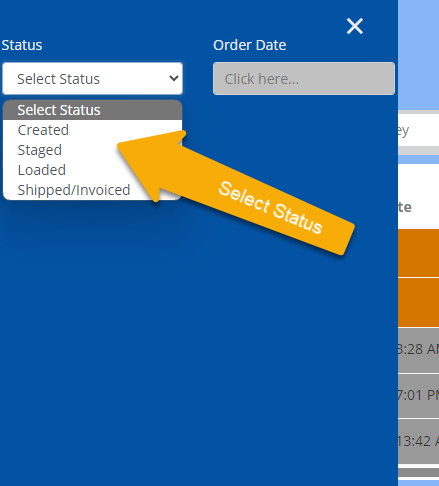 Status
Order Date
Select Status
Click here...
Select Status
Created
Staged
Loaded
Shipped/Invoiced
Select Status
ey
te
3:28 AM
7:01 PM
13:42 A